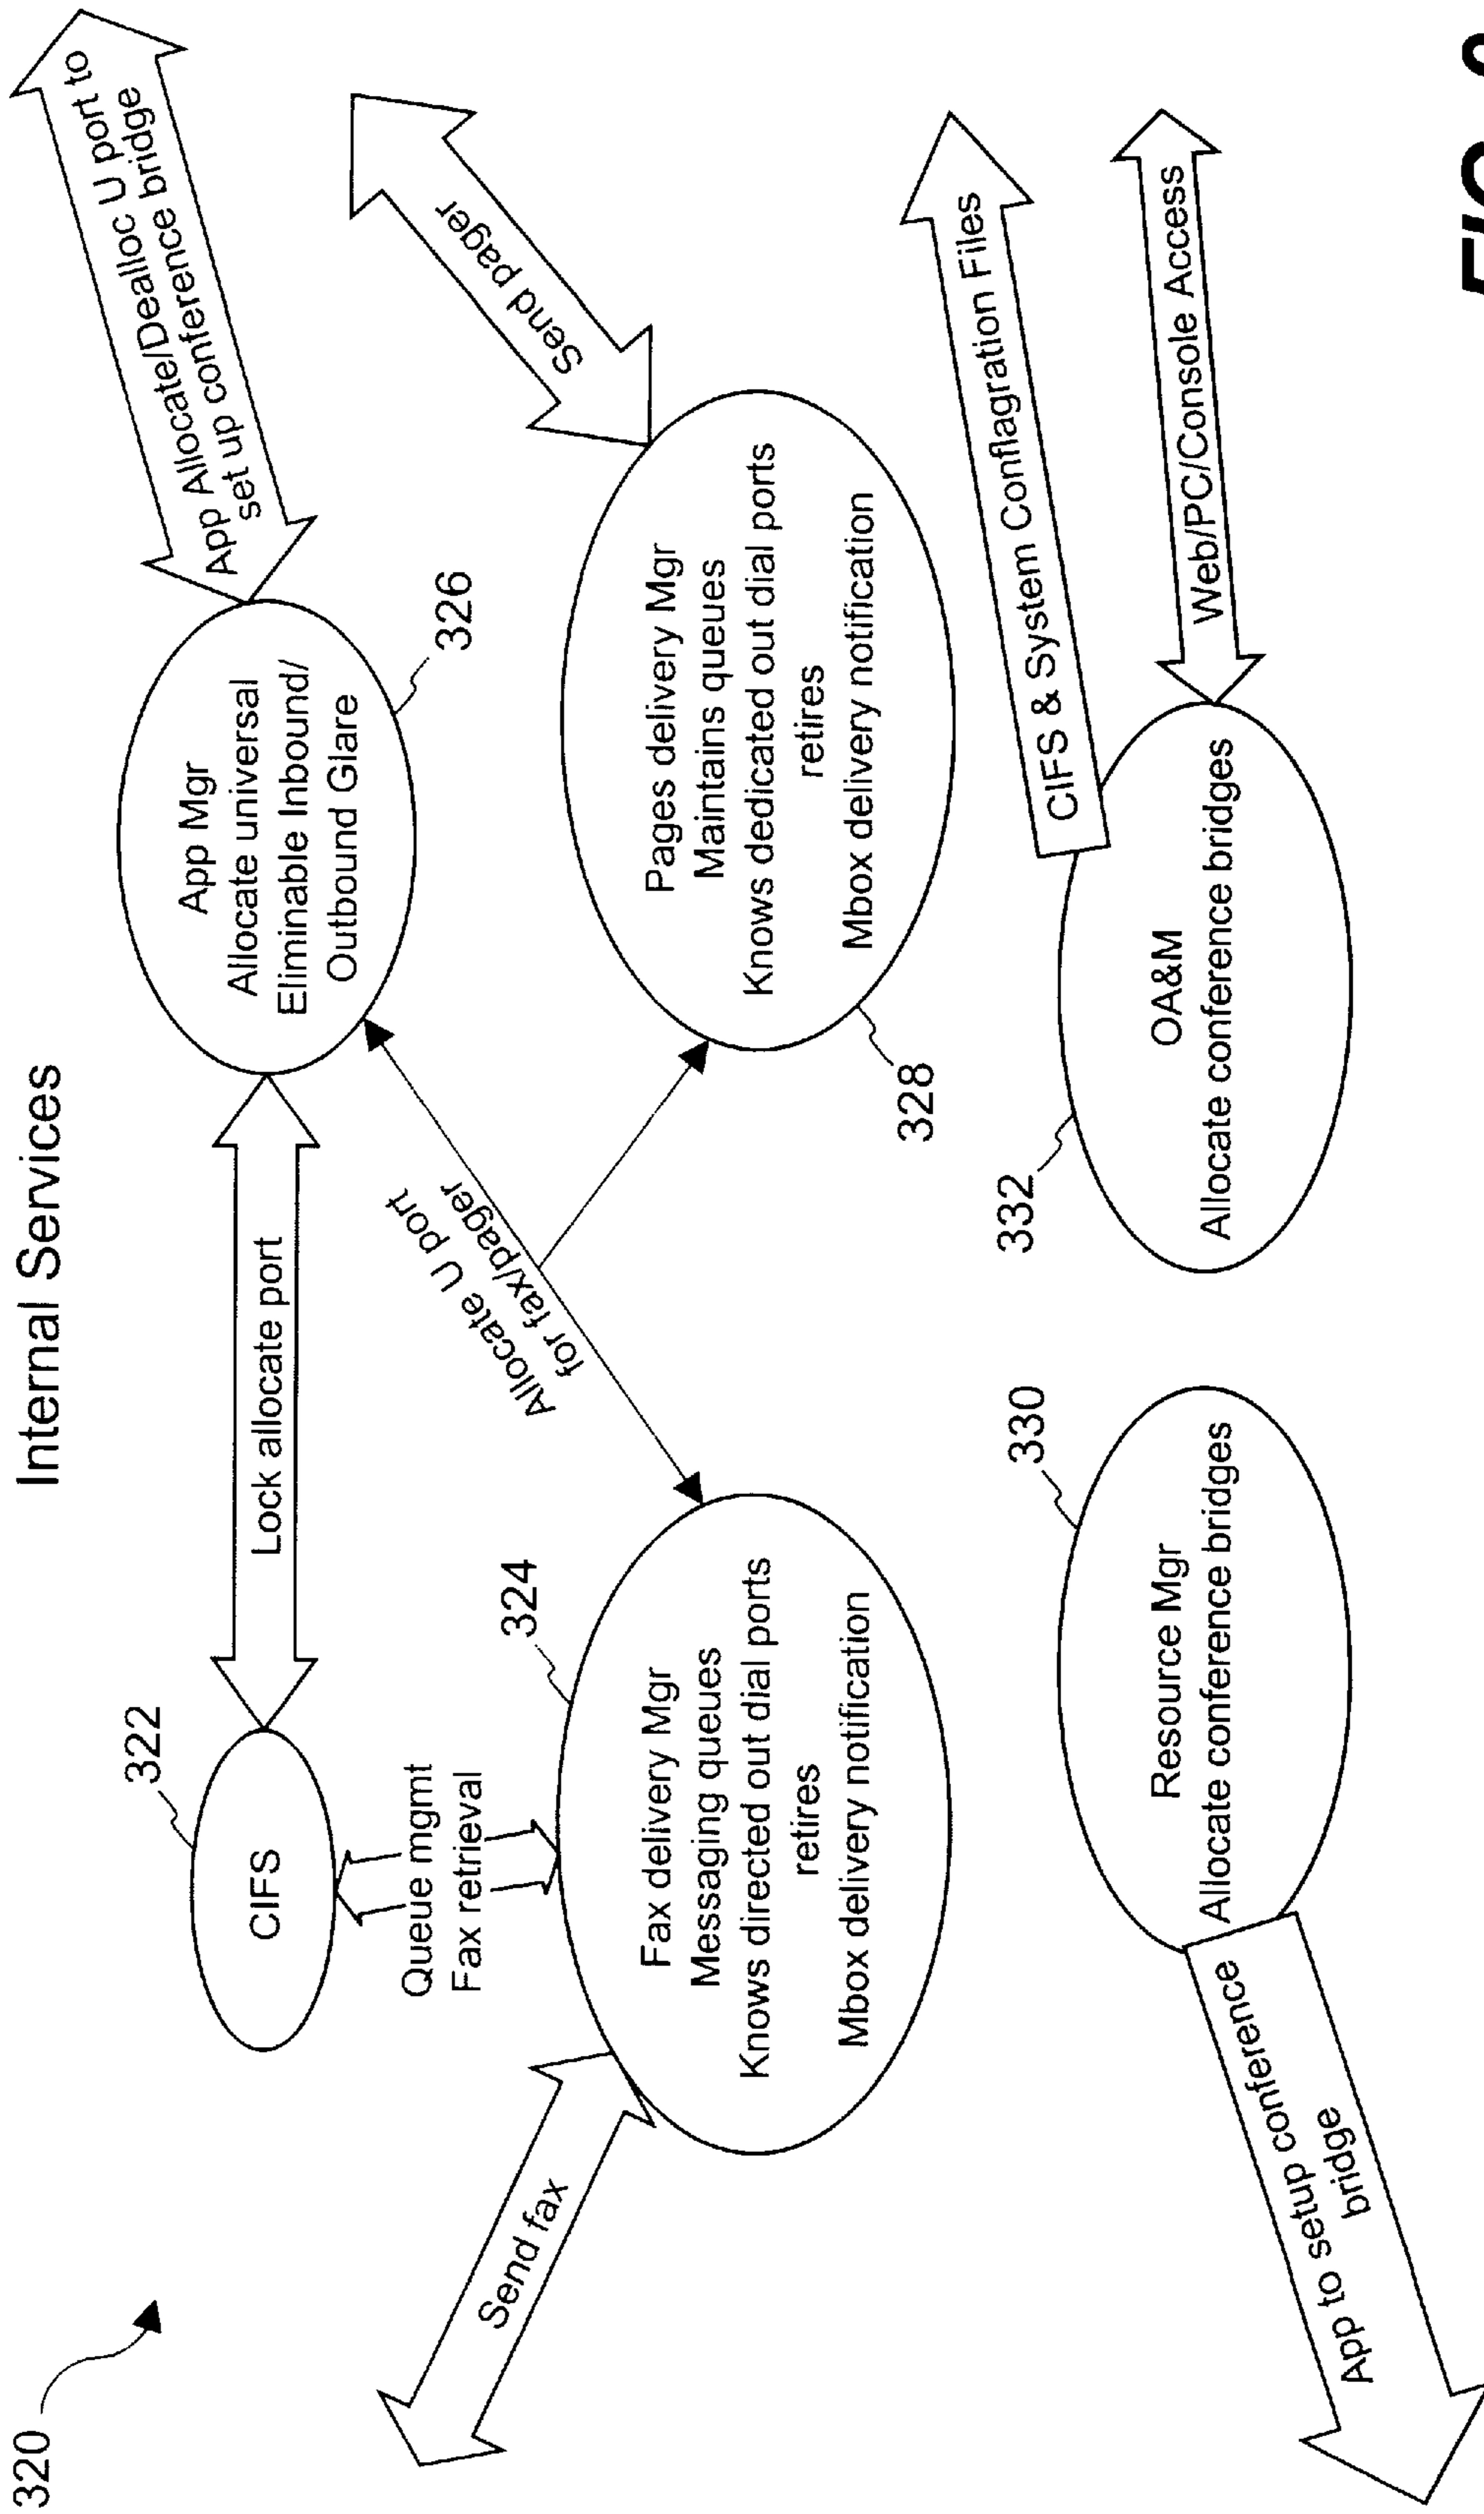 Internal Services
320
322
CIFS
Lock allocate port
App Mgr
Allocate universal
Eliminable Inbound/
Outbound Glare
326
App Allocate/Dealloc U port to
set up conference bridge
Queue mgmt
Fax retrieval
324
Allocate U port
for fax/pager
Send pager
Send fax
Fax delivery Mgr
Messaging queues
Knows directed out dial ports
retires
Mbox delivery notification
Pages delivery Mgr
Maintains queues
Knows dedicated out dial ports
retires
Mbox delivery notification
328
330
Resource Mgr
Allocate conference bridges
App to setup conference
bridge
332
OA&M
Allocate conference bridges
CIFS & System Conflagration Files
Web/PC/Console Access